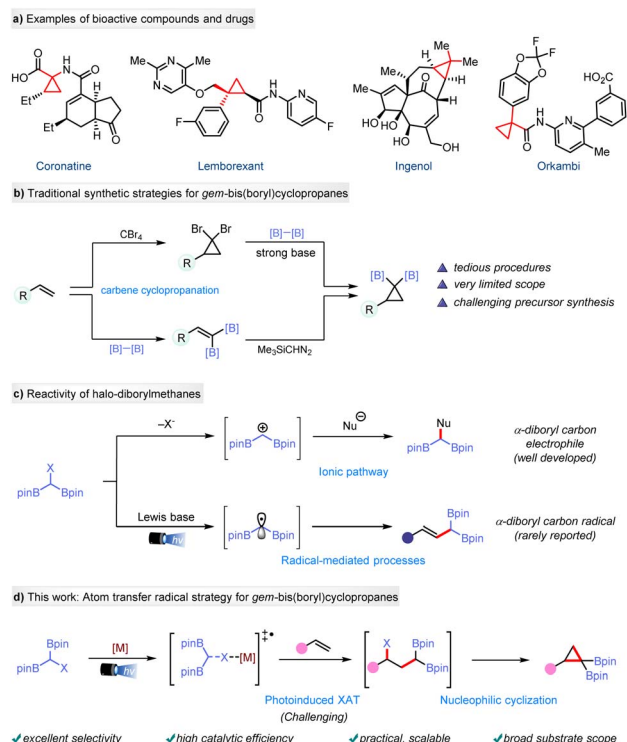 a) Examples of bioactive compounds and drugs
HO
O
H
N
O
Et
H
Et
H
O
Coronatine
Me
N
Me
N
O
F
O
H
N
N
F
Lemborexant
Me
Me
Me
H
O
H
HO
HO
HO
OH
Ingenol
F
F
O
O
CO₂H
H
N
N
O
Me
Orkambi
b) Traditional synthetic strategies for gem-bis(boryl)cyclopropanes
R
CBr₄
carbene cyclopropanation
[B]–[B]
Br
Br
R
[B]–[B]
strong base
R
[B]
[B]
Me₃SiCHN₂
[B]
[B]
R
tedious procedures
very limited scope
challenging precursor synthesis
c) Reactivity of halo-diborylmethanes
X
pinB
Bpin
–X⁻
pinB
⊕
Bpin
Nu
⊖
Ionic pathway
Nu
pinB
Bpin
α-diboryl carbon
electrophile
(well developed)
Lewis base
hv
pinB
Bpin
Radical-mediated processes
Bpin
Bpin
α-diboryl carbon radical
(rarely reported)
d) This work: Atom transfer radical strategy for gem-bis(boryl)cyclopropanes
Bpin
pinB
X
[M]
hv
pinB
pinB
X
[M]
‡•
Photoinduced XAT
(Challenging)
X
Bpin
Bpin
Nucleophilic cyclization
Bpin
Bpin
✓excellent selectivity
✓high catalytic efficiency
✓practical, scalable
✓broad substrate scope